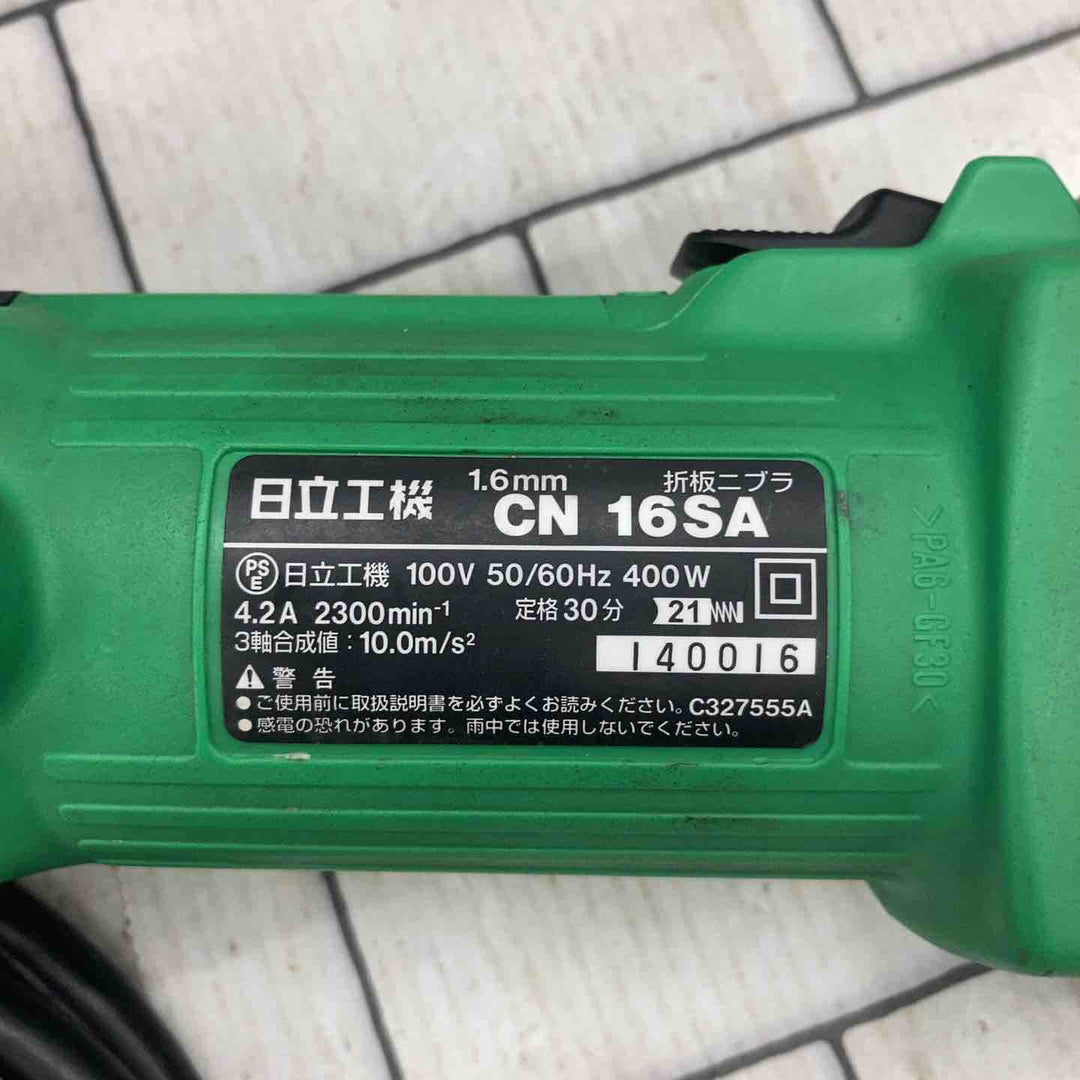 日立工機 1.6mm 折板ニブラ
CN 16SA
PSE 日立工機 100V 50/60Hz 400W
4.2A 2300min⁻¹ 定格30分 21
3軸合成値：10.0m/s²
140016
警告
●ご使用前に取扱説明書を必ずよくお読みください。C327555A
●感電の恐れがあります。雨中では使用しないでください。
>PA6-GF30<